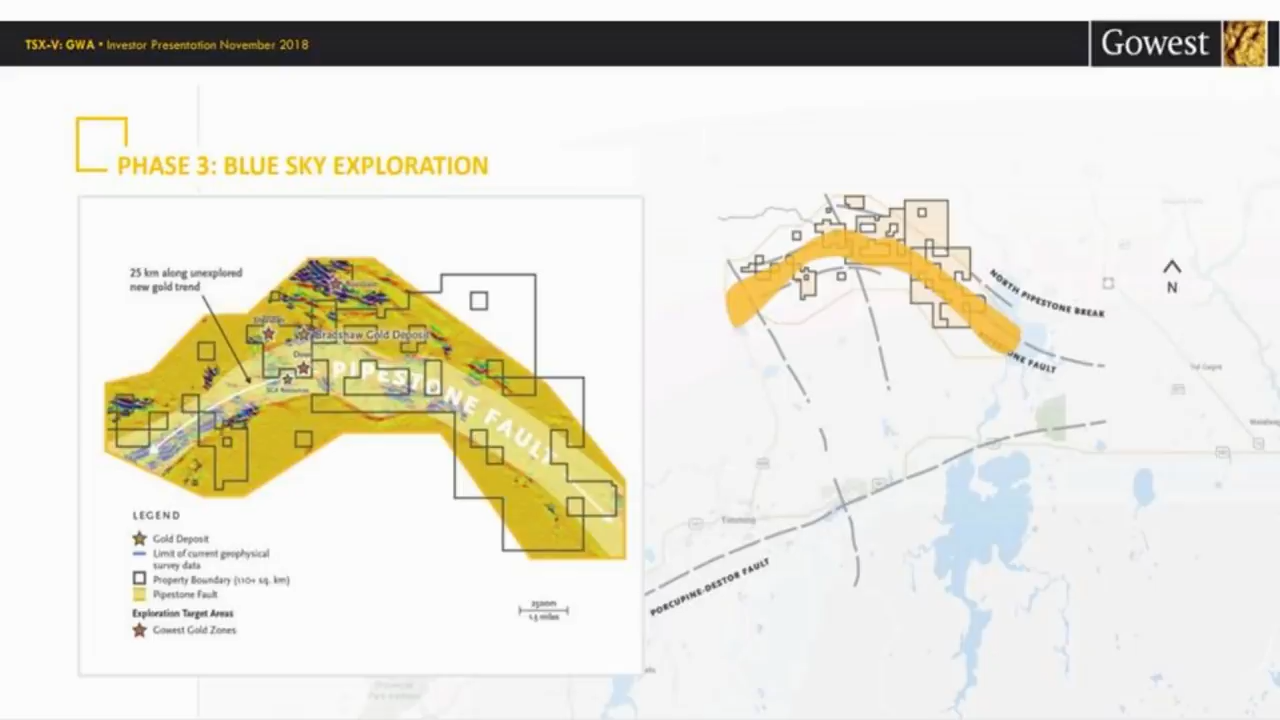 TSX-V: GWA • Investor Presentation November 2018
Gowest
PHASE 3: BLUE SKY EXPLORATION
25 km along unexplored
new gold trend
Bradshaw Gold Deposit
PIPESTONE FAULT
LEGEND
Gold Deposit
Limit of current geophysical
survey data
Property Boundary (110+ sq. km)
Pipestone Fault
Exploration Target Areas
Gowest Gold Zones
2500m
1.5 miles
NORTH PIPESTONE BREAK
N
FAULT
Timmins
PORCUPINE-DESTOR FAULT